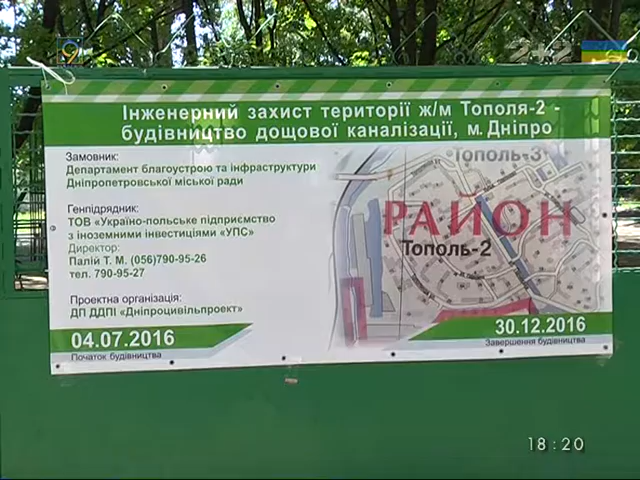 9
2+2
Інженерний захист території ж/м Тополя-2 -
будівництво дощової каналізації, м. Дніпро
Замовник:
Департамент благоустрою та інфраструктури
Дніпропетровської міської ради
Генпідрядник:
ТОВ «Україно-польське підприємство
з іноземними інвестиціями «УПС»
Директор:
Палій Т. М. (056)790-95-26
тел. 790-95-27
Проектна організація:
ДП ДДПІ «Дніпроцивільпроект»
04.07.2016
Початок будівництва
Тополь-3
РАЙОН
Тополь-2
30.12.2016
Завершення будівництва
18:20